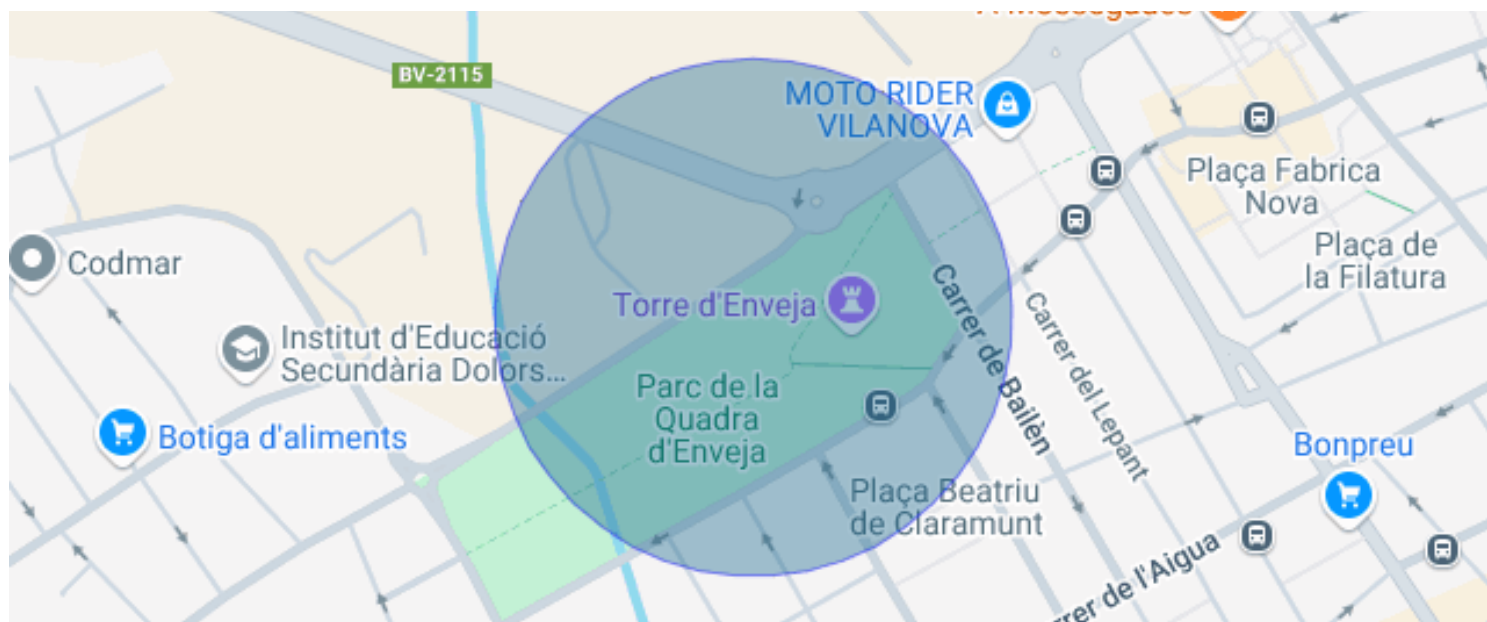 A Mossegades
BV-2115
MOTO RIDER
VILANOVA
Plaça Fabrica
Nova
Plaça de
la Filatura
Codmar
Torre d'Enveja
Carrer de Bailèn
Carrer del Lepant
Institut d'Educació
Secundària Dolors...
Parc de la
Quadra
d'Enveja
Botiga d'aliments
Bonpreu
Plaça Beatriu
de Claramunt
rrer de l'Aigua